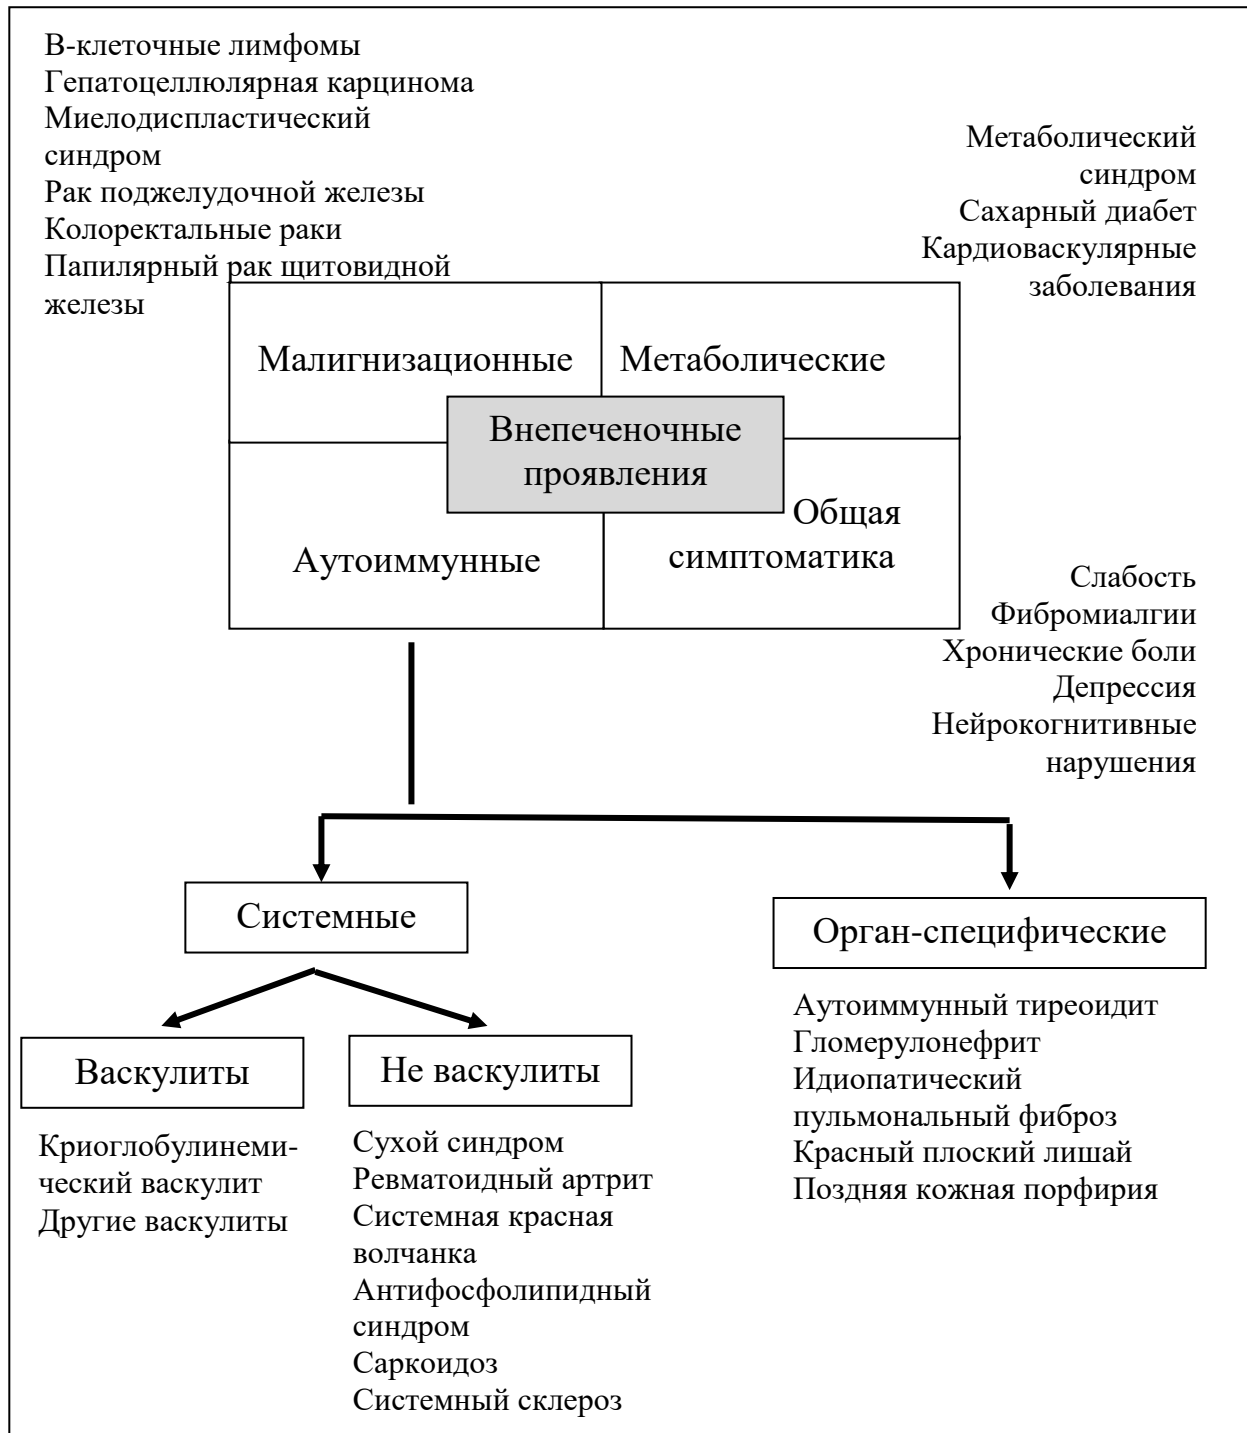 В-клеточные лимфомы
Гепатоцеллюлярная карцинома
Миелодиспластический
синдром
Рак поджелудочной железы
Колоректальные раки
Папилярный рак щитовидной
железы
Метаболический
синдром
Сахарный диабет
Кардиоваскулярные
заболевания
Малигнизационные
Метаболические
Внепеченочные
проявления
Аутоиммунные
Общая
симптоматика
Слабость
Фибромиалгии
Хронические боли
Депрессия
Нейрокогнитивные
нарушения
Системные
Орган-специфические
Васкулиты
Криоглобулинеми-
ческий васкулит
Другие васкулиты
Не васкулиты
Сухой синдром
Ревматоидный артрит
Системная красная
волчанка
Антифосфолипидный
синдром
Саркоидоз
Системный склероз
Аутоиммунный тиреоидит
Гломерулонефрит
Идиопатический
пульмональный фиброз
Красный плоский лишай
Поздняя кожная порфирия